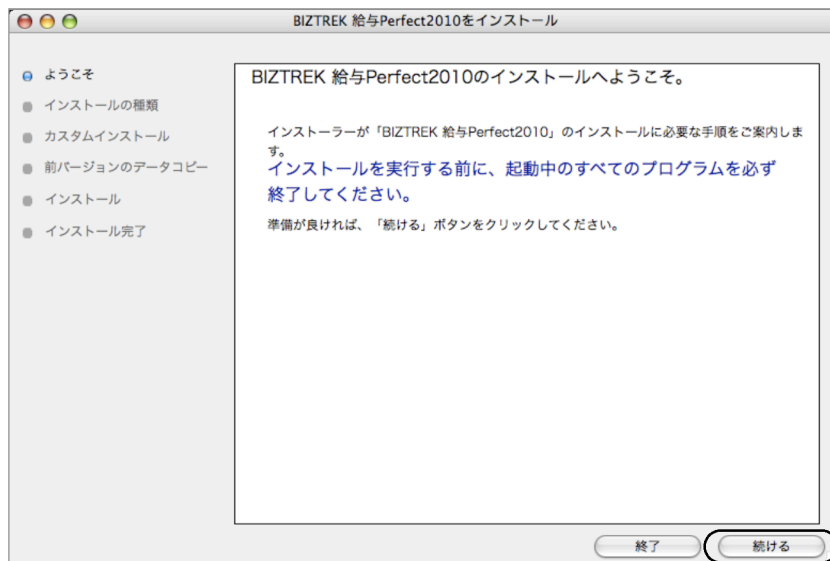 BIZTREK 給与Perfect2010をインストール
ようこそ
インストールの種類
カスタムインストール
前バージョンのデータコピー
インストール
インストール完了
BIZTREK 給与Perfect2010のインストールへようこそ。
インストーラーが「BIZTREK 給与Perfect2010」のインストールに必要な手順をご案内しま
す。
インストールを実行する前に、起動中のすべてのプログラムを必ず
終了してください。
準備が良ければ、「続ける」ボタンをクリックしてください。
終了
続ける